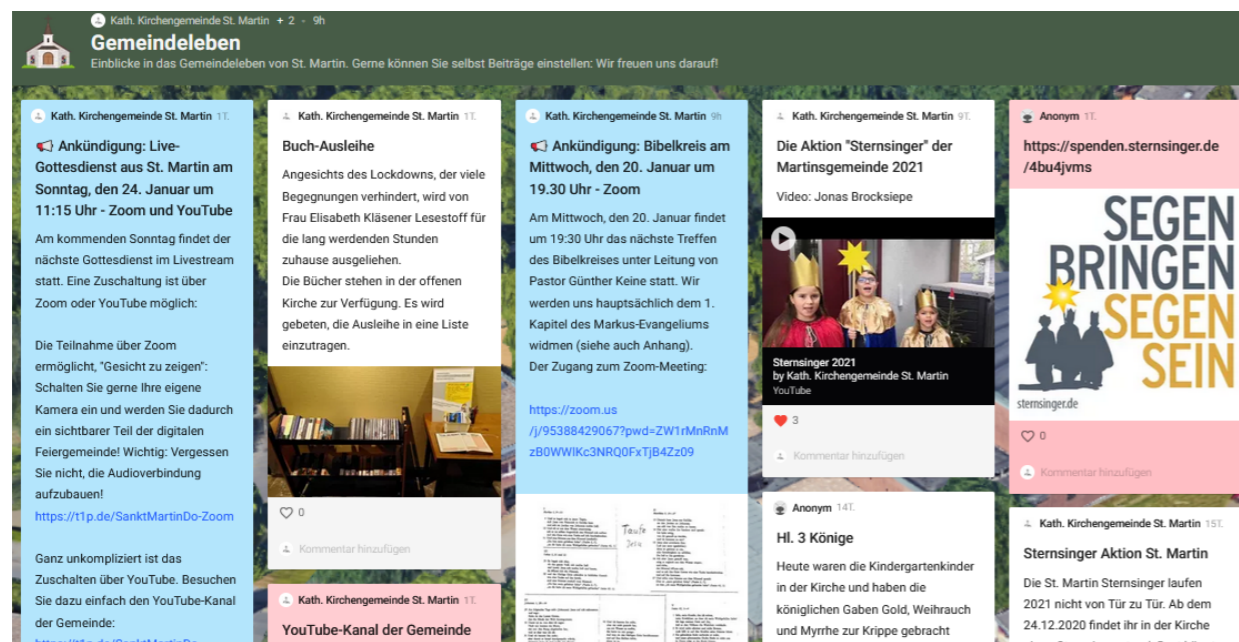 Kath. Kirchengemeinde St. Martin + 2 - 9h
Gemeindeleben
Einblicke in das Gemeindeleben von St. Martin. Gerne können Sie selbst Beiträge einstellen: Wir freuen uns darauf!
Kath. Kirchengemeinde St. Martin 1T.
Ankündigung: Live-
Gottesdienst aus St. Martin am
Sonntag, den 24. Januar um
11:15 Uhr - Zoom und YouTube
Am kommenden Sonntag findet der
nächste Gottesdienst im Livestream
statt. Eine Zuschaltung ist über
Zoom oder YouTube möglich:
Die Teilnahme über Zoom
ermöglicht, "Gesicht zu zeigen":
Schalten Sie gerne Ihre eigene
Kamera ein und werden Sie dadurch
ein sichtbarer Teil der digitalen
Feiergemeinde! Wichtig: Vergessen
Sie nicht, die Audioverbindung
aufzubauen!
https://t1p.de/SanktMartinDo-Zoom
Ganz unkompliziert ist das
Zuschalten über YouTube. Besuchen
Sie dazu einfach den YouTube-Kanal
der Gemeinde:
https://t1p.de/SanktMartinDo-
Kath. Kirchengemeinde St. Martin 1T.
Buch-Ausleihe
Angesichts des Lockdowns, der viele
Begegnungen verhindert, wird von
Frau Elisabeth Kläsener Lesestoff für
die lang werdenden Stunden
zuhause ausgeliehen.
Die Bücher stehen in der offenen
Kirche zur Verfügung. Es wird
gebeten, die Ausleihe in eine Liste
einzutragen.
0
Kommentar hinzufügen
Kath. Kirchengemeinde St. Martin 1T.
YouTube-Kanal der Gemeinde
Kath. Kirchengemeinde St. Martin 9h
Ankündigung: Bibelkreis am
Mittwoch, den 20. Januar um
19.30 Uhr - Zoom
Am Mittwoch, den 20. Januar findet
um 19:30 Uhr das nächste Treffen
des Bibelkreises unter Leitung von
Pastor Günther Keine statt. Wir
werden uns hauptsächlich dem 1.
Kapitel des Markus-Evangeliums
widmen (siehe auch Anhang).
Der Zugang zum Zoom-Meeting:
https://zoom.us
/j/95388429067?pwd=ZW1rMnRnM
zB0WWlKc3NRQ0FxTjB4Zz09
Taufe
Kath. Kirchengemeinde St. Martin 9T.
Die Aktion "Sternsinger" der
Martinsgemeinde 2021
Video: Jonas Brocksiepe
Sternsinger 2021
by Kath. Kirchengemeinde St. Martin
YouTube
3
Kommentar hinzufügen
Anonym 14T.
Hl. 3 Könige
Heute waren die Kindergartenkinder
in der Kirche und haben die
königlichen Gaben Gold, Weihrauch
und Myrrhe zur Krippe gebracht
Anonym 1T.
https://spenden.sternsinger.de
/4bu4jvms
SEGEN
BRINGEN
SEGEN
SEIN
sternsinger.de
0
Kommentar hinzufügen
Kath. Kirchengemeinde St. Martin 15T.
Sternsinger Aktion St. Martin
Die St. Martin Sternsinger laufen
2021 nicht von Tür zu Tür. Ab dem
24.12.2020 findet ihr in der Kirche